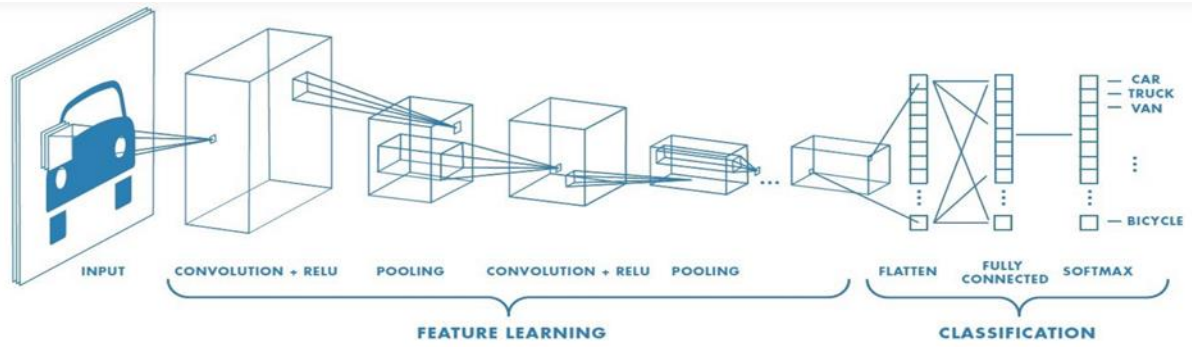 CAR
TRUCK
VAN
BICYCLE
INPUT
CONVOLUTION + RELU
POOLING
CONVOLUTION + RELU
POOLING
FLATTEN
FULLY
CONNECTED
SOFTMAX
FEATURE LEARNING
CLASSIFICATION